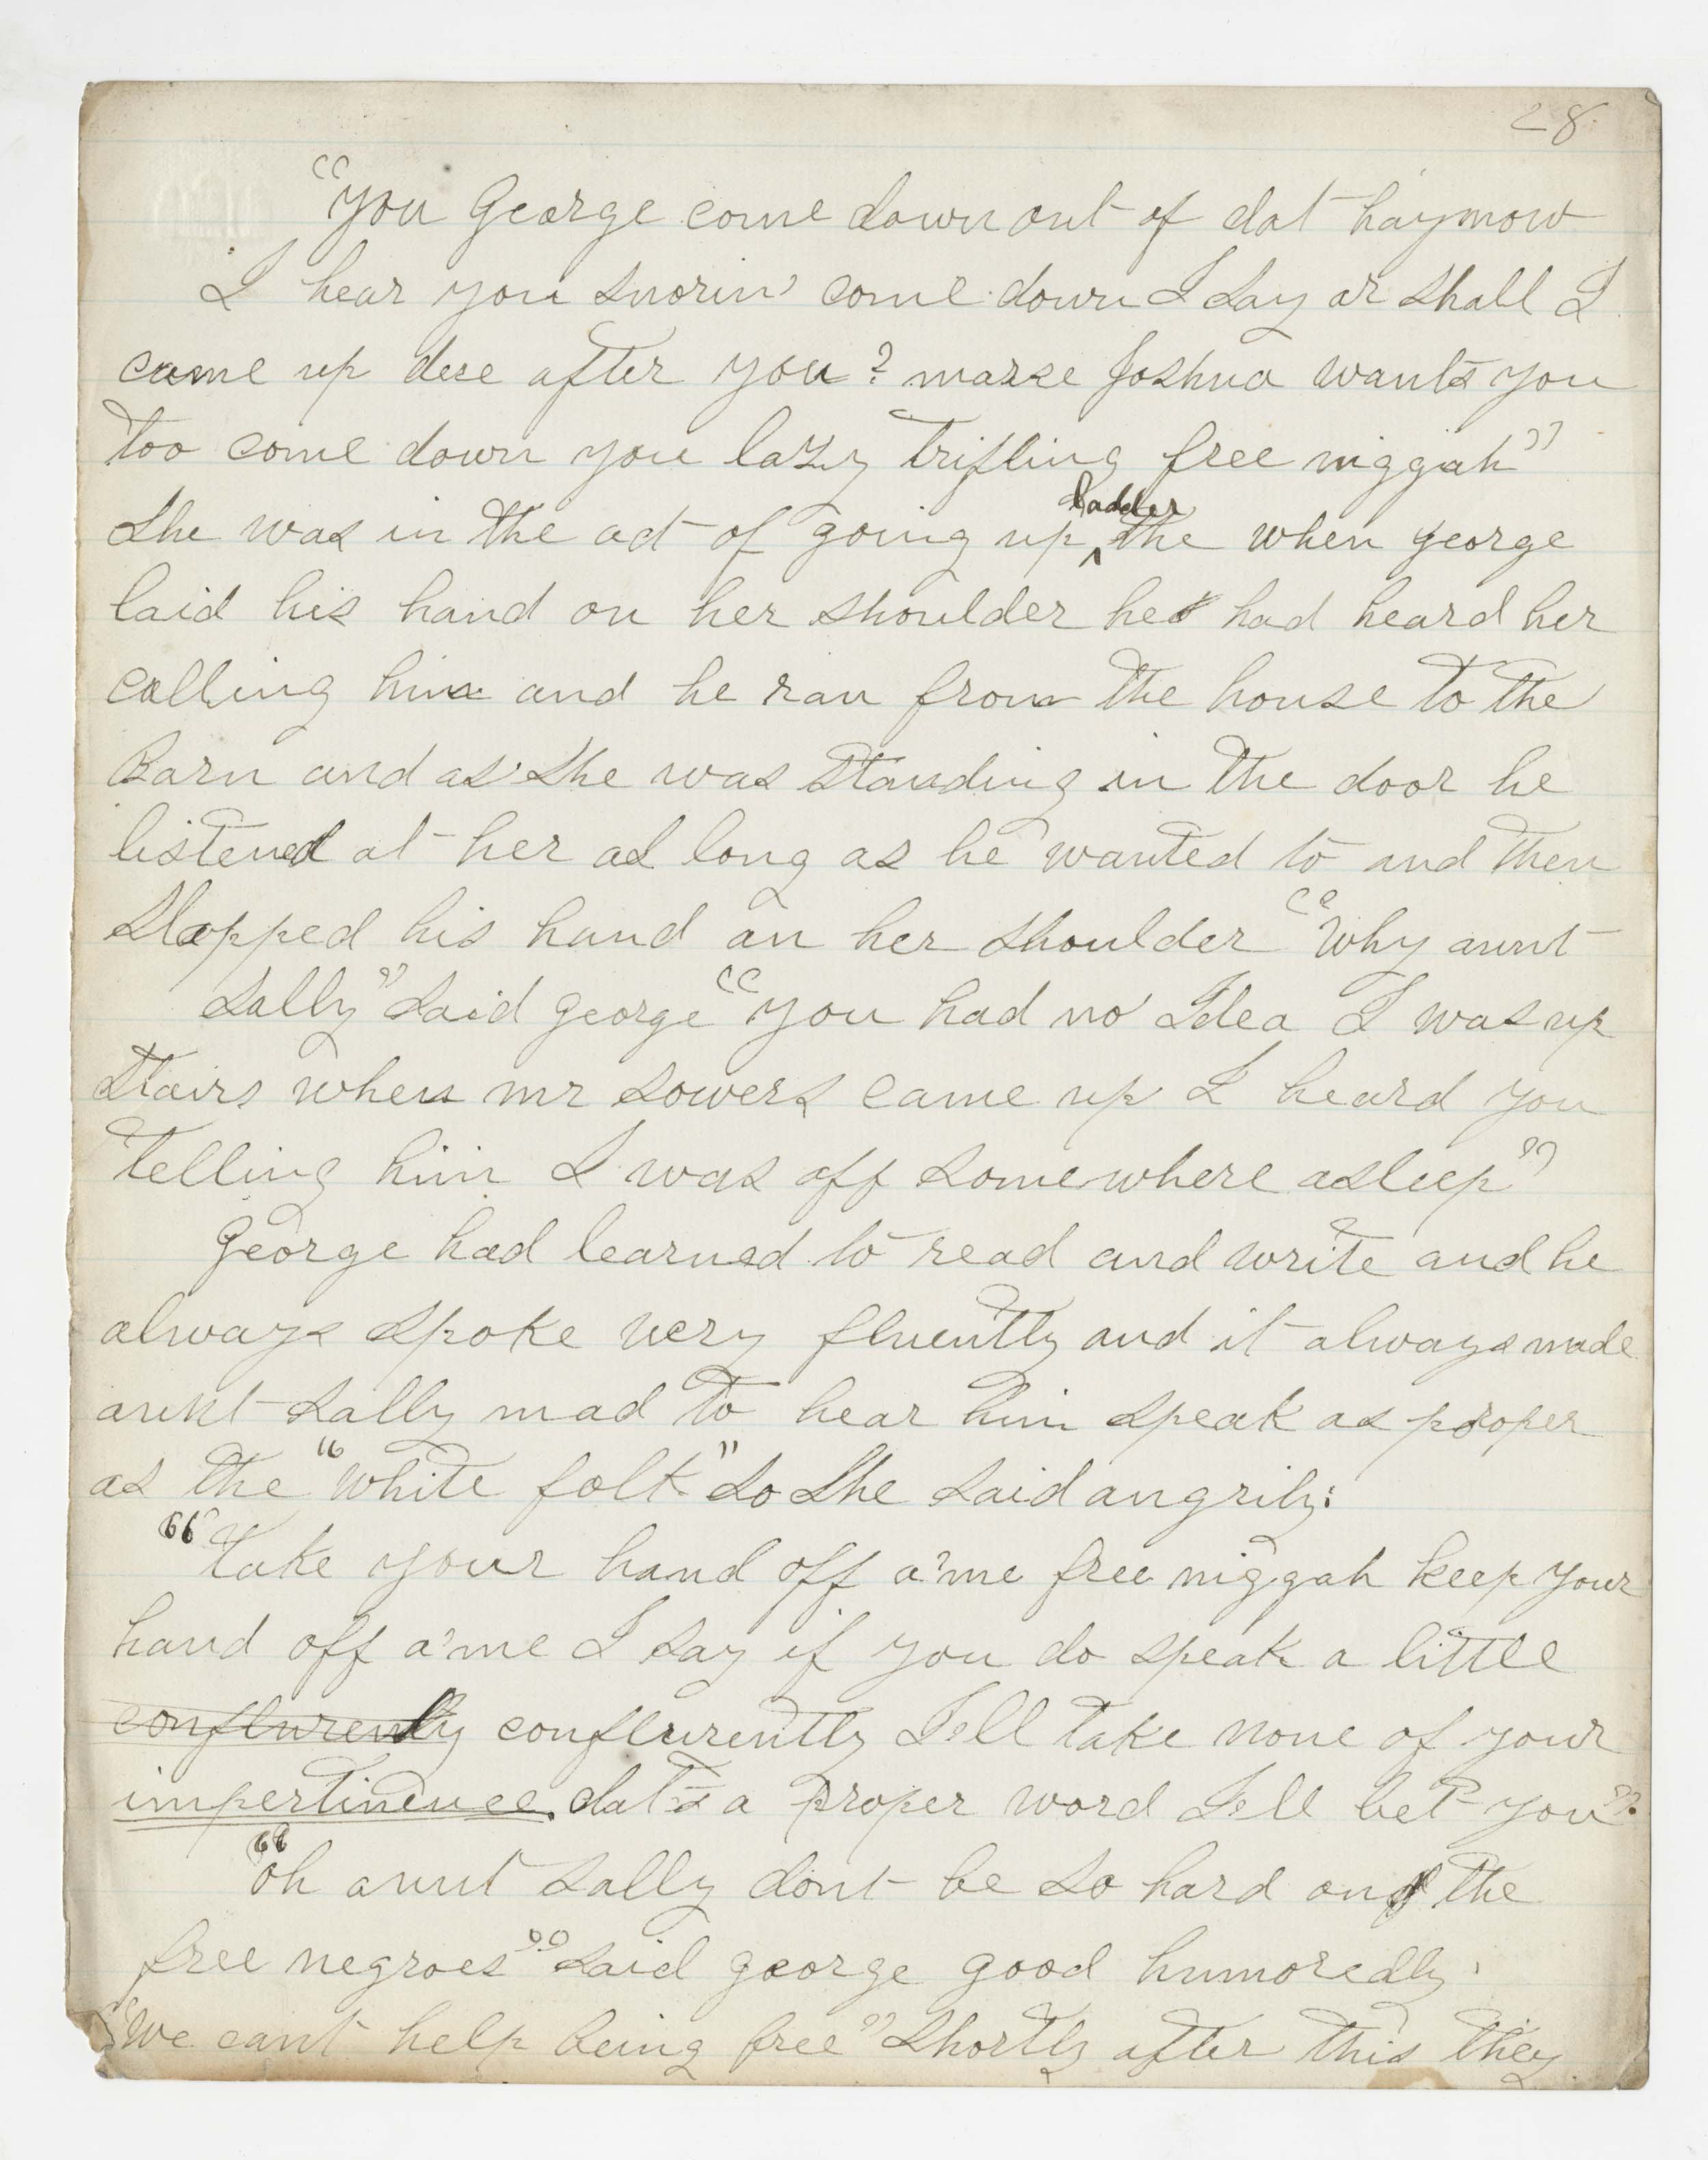 28.
"You George come down out of dat haymow
I hear you snorin' come down I say or shall I
come up dere after you? marse Joshua wants you
too come down you lazy trifling free niggah"
She was in the act of going up ladder the when george
laid his hand on her shoulder he had heard her
calling him and he ran from the house to the
Barn and as she was standing in the door he
listened at her as long as he wanted to and then
slapped his hand on her shoulder "Why aunt
Sally" said george "you had no Idea I was up
stairs when mr sowers came up I heard you
telling him I was off somewhere asleep"
George had learned to read and write and he
always spoke very fluently and it always made
aunt Sally mad to hear him speak as proper
as the "white folk" so she said angrily:
"take your hand off a'me free niggah keep your
hand off a'me I say if you do speak a little
conflurently conflurently I'll take none of your
impertinence. dat's a proper word I'll bet you".
"oh aunt Sally dont be so hard on the
free negroes" said george good humoredly.
"We can't help being free" shortly after this they